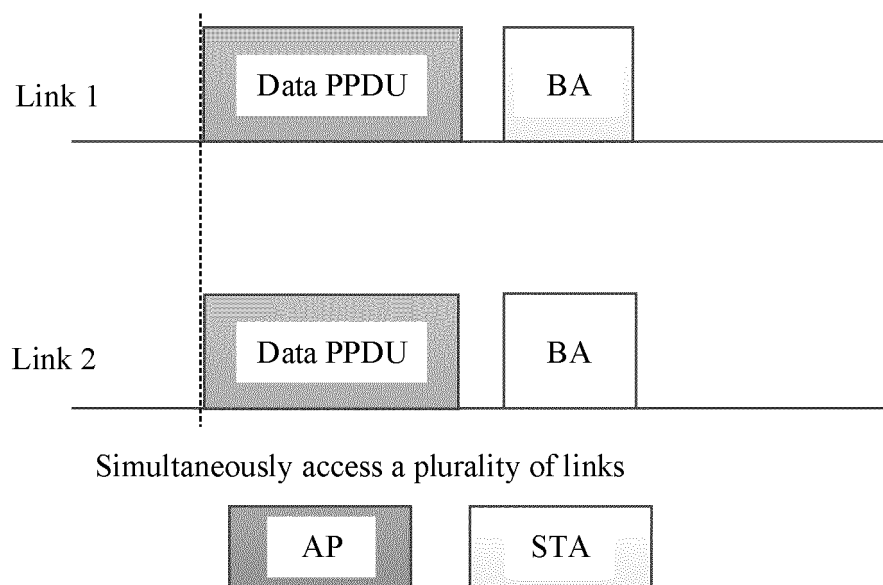 Data PPDU BA
Link 1
Data PPDU BA
Link 2
Simultaneously access a plurality of links
AP STA